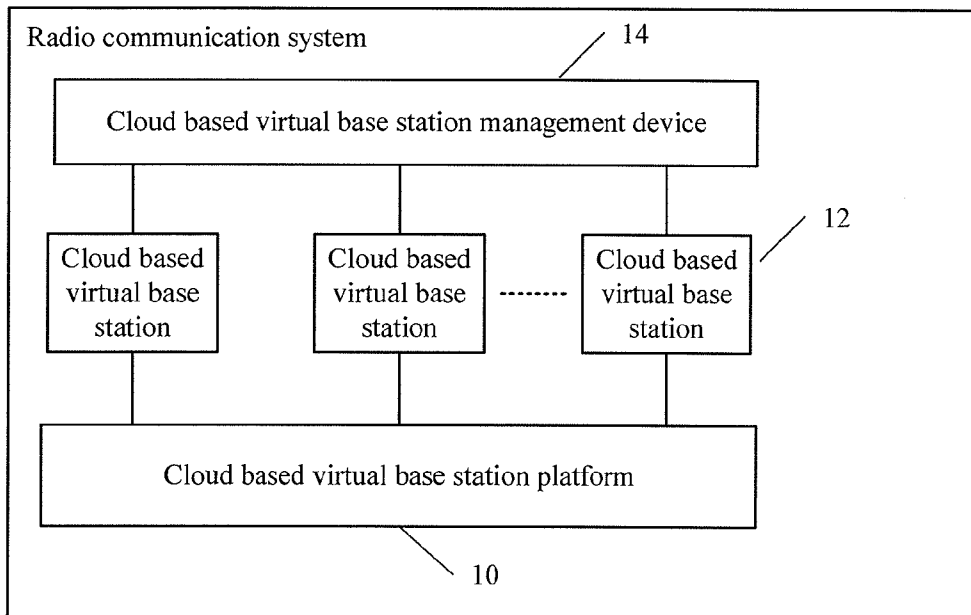 Radio communication system
14
Cloud based virtual base station management device
12
Cloud based
virtual base
station
Cloud based
virtual base
station
Cloud based
virtual base
station
Cloud based virtual base station platform
10